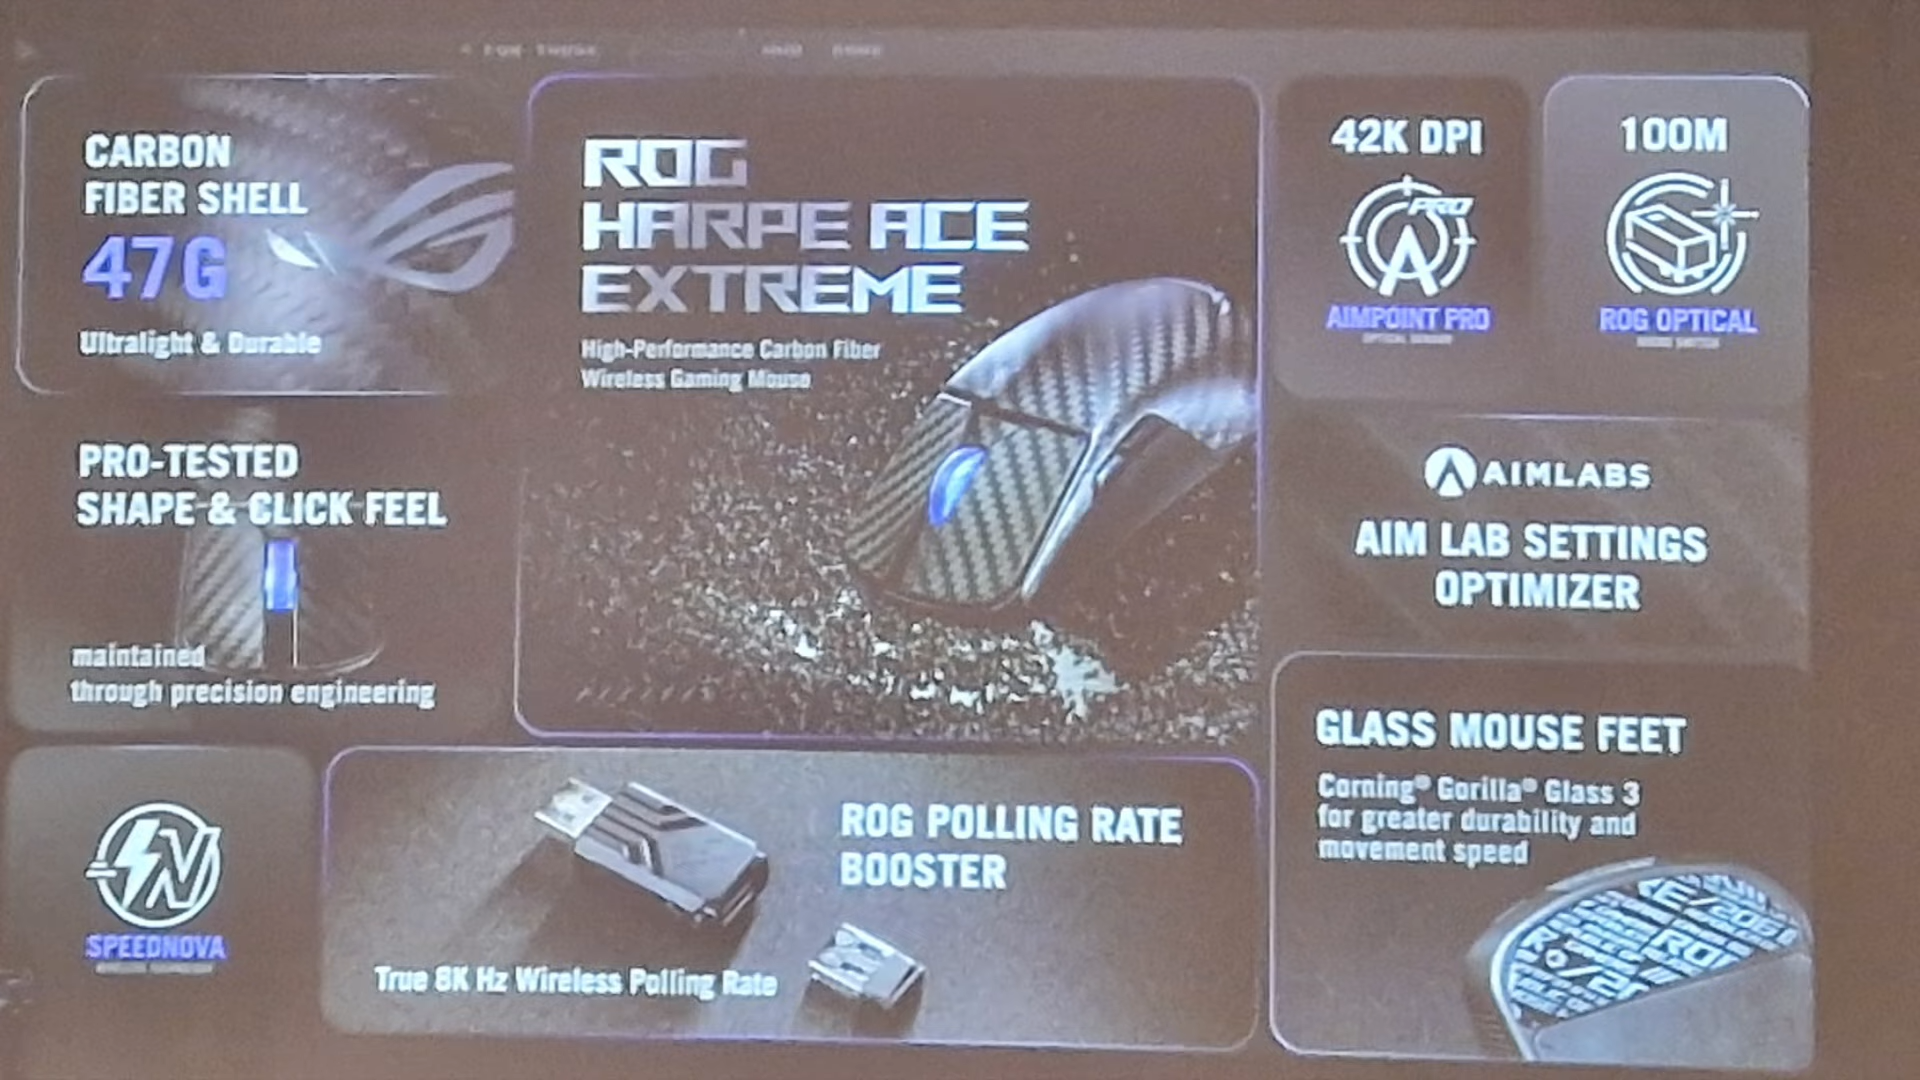 CARBON
FIBER SHELL
47G
Ultralight & Durable
ROG
HARPE ACE
EXTREME
High-Performance Carbon Fiber
Wireless Gaming Mouse
42K DPI
PRO
AIMPOINT PRO
100M
ROG OPTICAL
PRO-TESTED
SHAPE & CLICK FEEL
maintained
through precision engineering
AIMLABS
AIM LAB SETTINGS
OPTIMIZER
GLASS MOUSE FEET
Corning® Gorilla® Glass 3
for greater durability and
movement speed
SPEEDNOVA
ROG POLLING RATE
BOOSTER
True 8K Hz Wireless Polling Rate